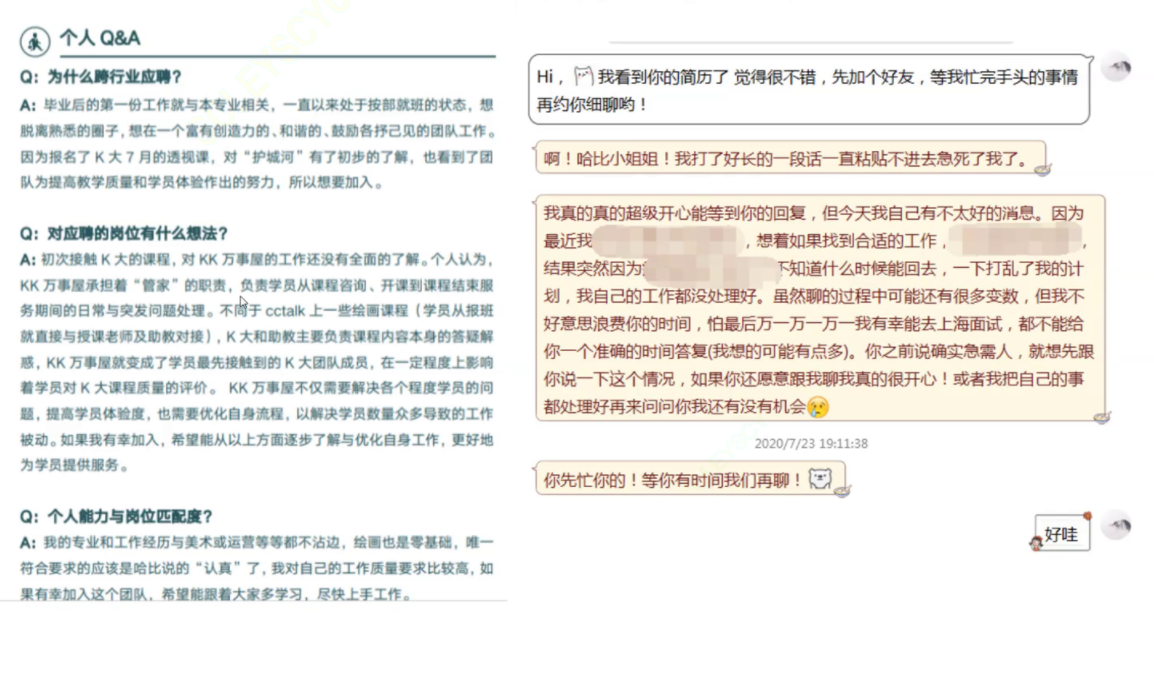 个人 Q&A
Q：为什么跨行业应聘？
A：毕业后的第一份工作就与本专业相关，一直以来处于按部就班的状态，想
脱离熟悉的圈子，想在一个富有创造力的、和谐的、鼓励各抒己见的团队工作。
因为报名了 K 大 7 月的透视课，对“护城河”有了初步的了解，也看到了团
队为提高教学质量和学员体验作出的努力，所以想要加入。
Q：对应聘的岗位有什么想法？
A：初次接触 K 大的课程，对 KK 万事屋的工作还没有全面的了解。个人认为，
KK 万事屋承担着“管家”的职责，负责学员从课程咨询、开课到课程结束服
务期间的日常与突发问题处理。不同于 cctalk 上一些绘画课程（学员从报班
就直接与授课老师及助教对接），K 大和助教主要负责课程内容本身的答疑解
惑，KK 万事屋就变成了学员最先接触到的 K 大团队成员，在一定程度上影响
着学员对 K 大课程质量的评价。 KK 万事屋不仅需要解决各个程度学员的问
题，提高学员体验度，也需要优化自身流程，以解决学员数量众多导致的工作
被动。如果我有幸加入，希望能从以上方面逐步了解与优化自身工作，更好地
为学员提供服务。
Q：个人能力与岗位匹配度？
A：我的专业和工作经历与美术或运营等等都不沾边，绘画也是零基础，唯一
符合要求的应该是哈比说的“认真”了，我对自己的工作质量要求比较高，如
果有幸加入这个团队，希望能跟着大家多学习，尽快上手工作。
Hi，我看到你的简历了 觉得很不错，先加个好友，等我忙完手头的事情
再约你细聊哟！
啊！哈比小姐姐！我打了好长的一段话一直粘贴不进去急死了我了。
我真的真的超级开心能等到你的回复，但今天我自己有不太好的消息。因为
最近我，想着如果找到合适的工作，，
结果突然因为不知道什么时候能回去，一下打乱了我的计
划，我自己的工作都没处理好。虽然聊的过程中可能还有很多变数，但我不
好意思浪费你的时间，怕最后万一万一万一我有幸能去上海面试，都不能给
你一个准确的时间答复(我想的可能有点多)。你之前说确实急需人，就想先跟
你说一下这个情况，如果你还愿意跟我聊我真的很开心！或者我把自己的事
都处理好再来问问你我还有没有机会😢
2020/7/23 19:11:38
你先忙你的！等你有时间我们再聊！
好哇